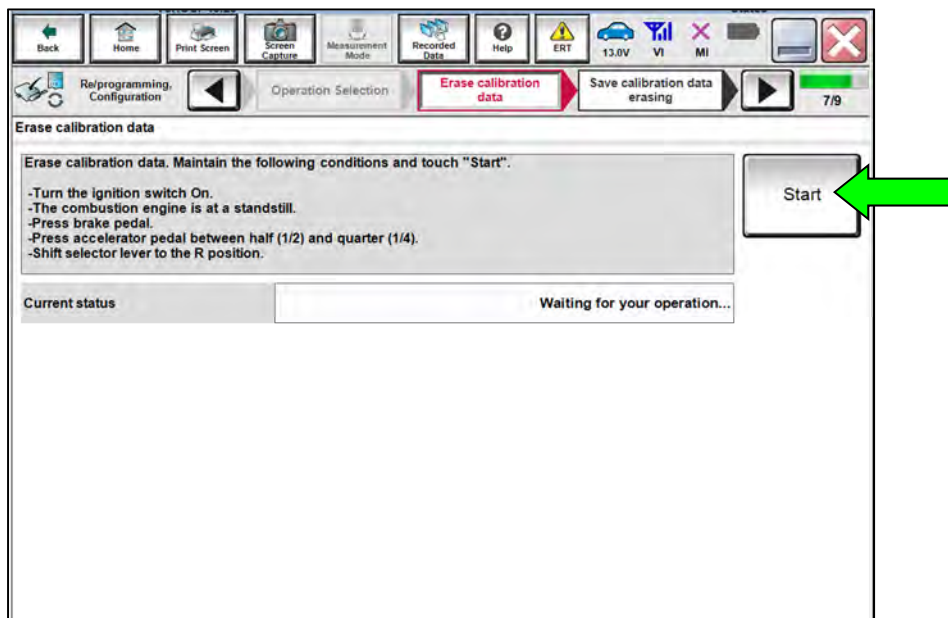 Back
Home
Print Screen
Screen
Capture
Measurement
Mode
Recorded
Data
Help
ERT
13.0V
VI
MI
Re/programming,
Configuration
Operation Selection
Erase calibration
data
Save calibration data
erasing
7/9
Erase calibration data
Erase calibration data. Maintain the following conditions and touch "Start".
-Turn the ignition switch On.
-The combustion engine is at a standstill.
-Press brake pedal.
-Press accelerator pedal between half (1/2) and quarter (1/4).
-Shift selector lever to the R position.
Start
Current status
Waiting for your operation...